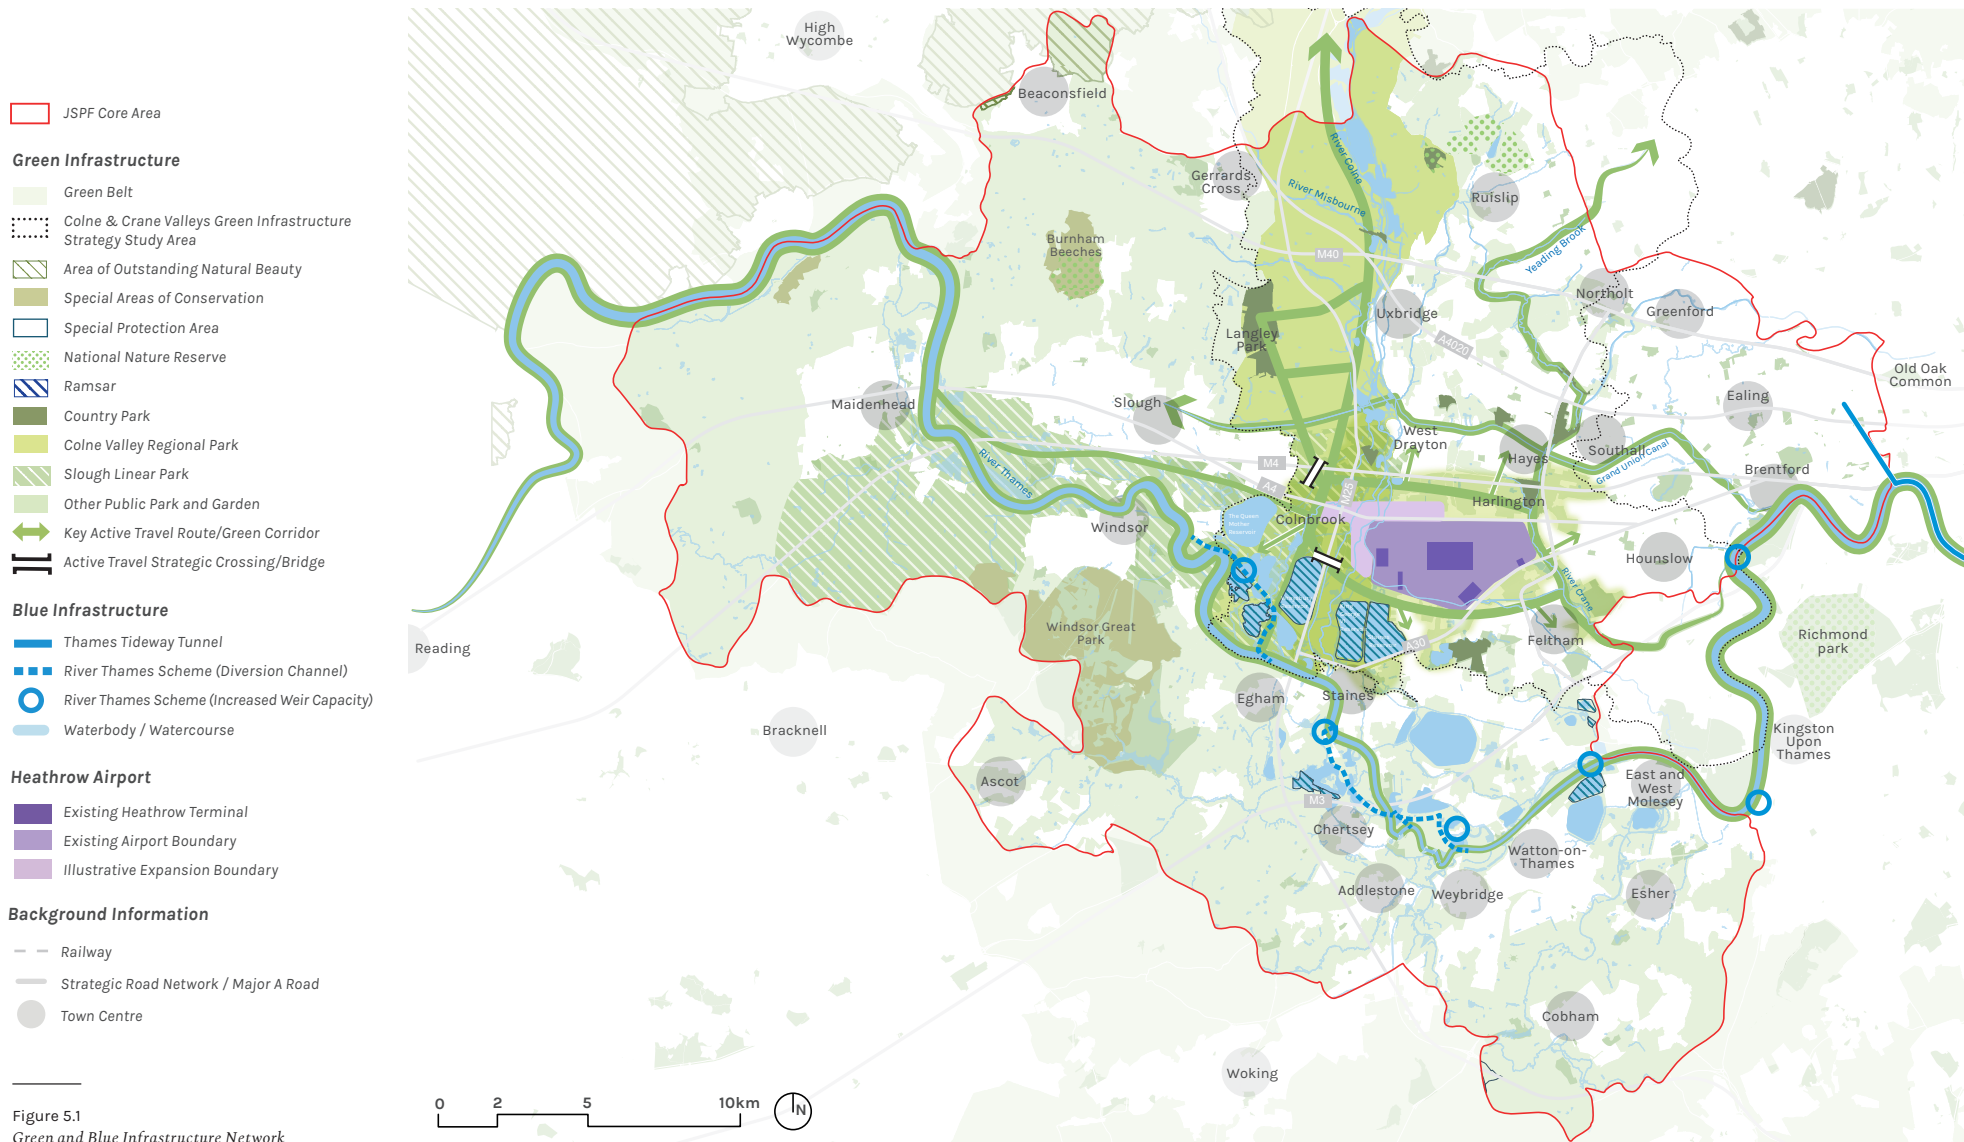 JSPF Core Area
Green Infrastructure
Green Belt
Colne & Crane Valleys Green Infrastructure
Strategy Study Area
Area of Outstanding Natural Beauty
Special Areas of Conservation
Special Protection Area
National Nature Reserve
Ramsar
Country Park
Colne Valley Regional Park
Slough Linear Park
Other Public Park and Garden
Key Active Travel Route/Green Corridor
Active Travel Strategic Crossing/Bridge
Blue Infrastructure
Thames Tideway Tunnel
River Thames Scheme (Diversion Channel)
River Thames Scheme (Increased Weir Capacity)
Waterbody / Watercourse
Heathrow Airport
Existing Heathrow Terminal
Existing Airport Boundary
Illustrative Expansion Boundary
Background Information
Railway
Strategic Road Network / Major A Road
Town Centre
Figure 5.1
Green and Blue Infrastructure Network
High
Wycombe
Beaconsfield
Gerrards
Cross
River Colne
River Misbourne
Ruislip
Burnham
Beeches
M40
Yeading Brook
Northolt
Greenford
Uxbridge
Langley
Park
A4020
Old Oak
Common
Maidenhead
Slough
Ealing
West
Drayton
Hayes
Southall
Grand Union Canal
Brentford
M4
A4
M25
River Thames
Harlington
Windsor
The Queen
Mother
Reservoir
Colnbrook
Hounslow
River Crane
Windsor Great
Park
Feltham
A30
Richmond
park
Reading
Egham
Staines
Bracknell
Kingston
Upon
Thames
Ascot
East and
West
Molesey
M3
Chertsey
Watton-on-
Thames
Addlestone
Weybridge
Esher
Cobham
Woking
0 2 5 10km
N